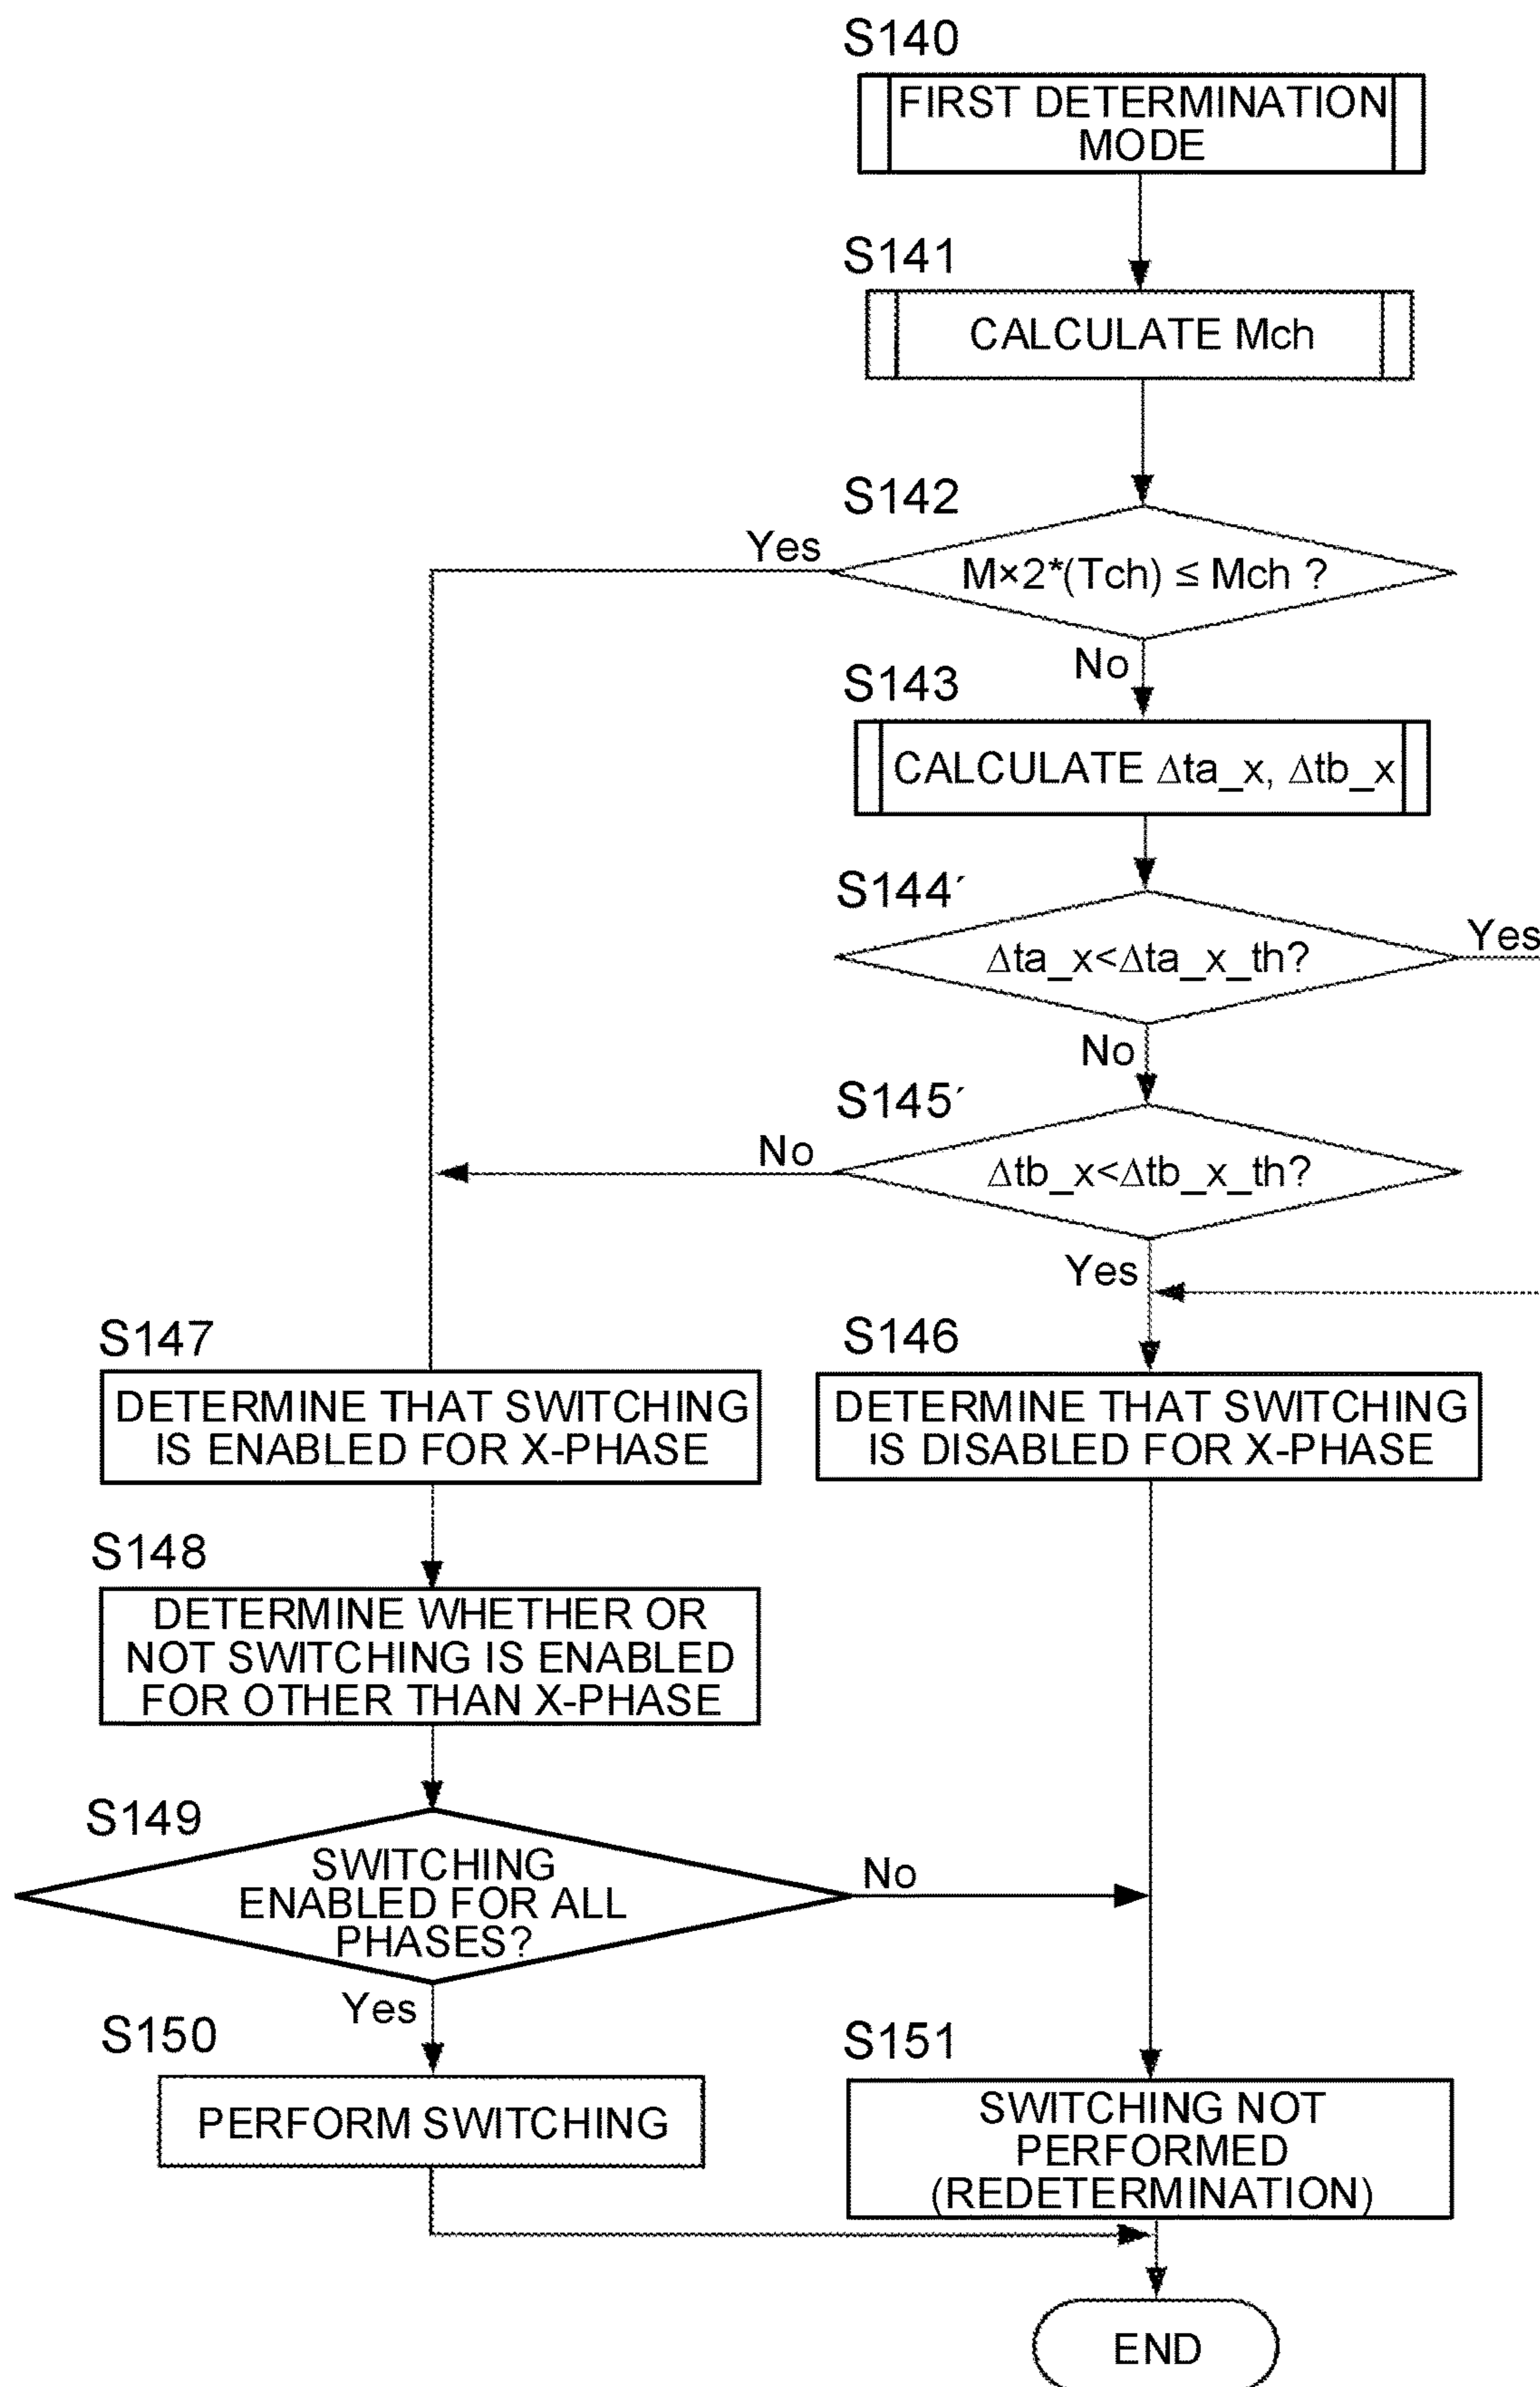 S140
FIRST DETERMINATION
MODE
S141
CALCULATE Mch
S142
Yes
M×2*(Tch) ≤ Mch ?
No
S143
CALCULATE Δta_x, Δtb_x
S144´
Δta_x<Δta_x_th?
Yes
No
S145´
No
Δtb_x<Δtb_x_th?
Yes
S147
DETERMINE THAT SWITCHING
IS ENABLED FOR X-PHASE
S146
DETERMINE THAT SWITCHING
IS DISABLED FOR X-PHASE
S148
DETERMINE WHETHER OR
NOT SWITCHING IS ENABLED
FOR OTHER THAN X-PHASE
S149
SWITCHING
ENABLED FOR ALL
PHASES?
No
Yes
S150
PERFORM SWITCHING
S151
SWITCHING NOT
PERFORMED
(REDETERMINATION)
END